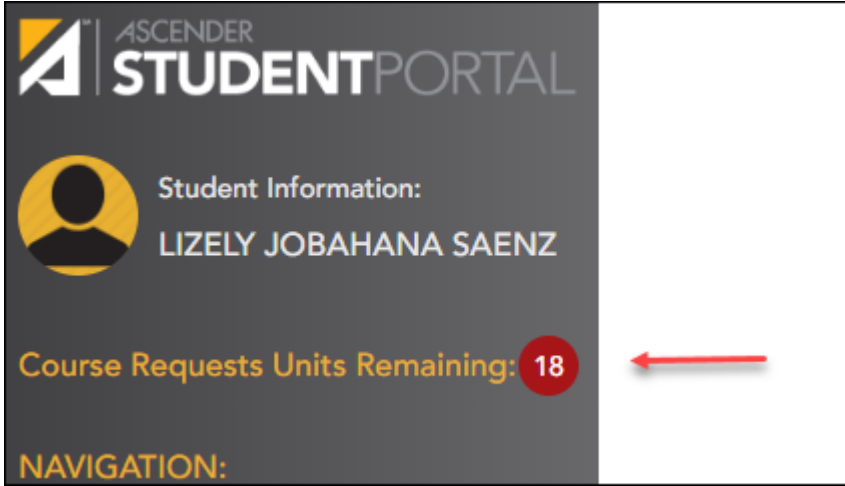 ASCENDER
STUDENTPORTAL
Student Information:
LIZELY JOBAHANA SAENZ
Course Requests Units Remaining: 18
NAVIGATION: